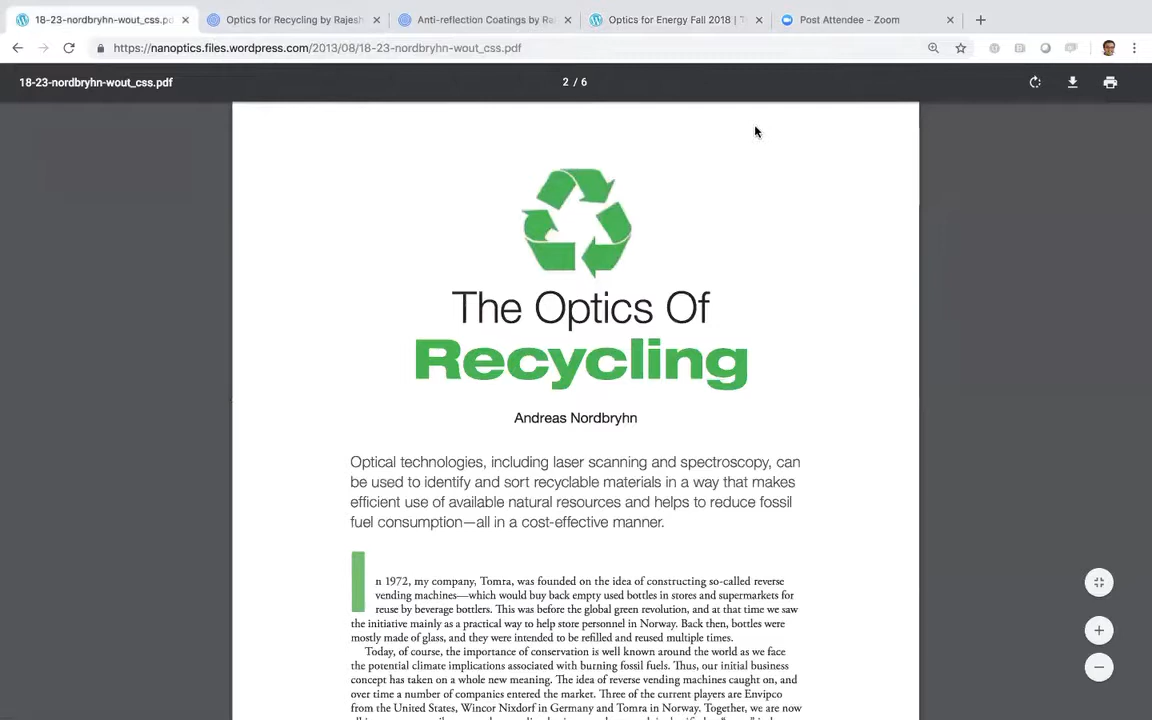 18-23-nordbryhn-wout_css.pd
Optics for Recycling by Rajesh
Anti-reflection Coatings by Ra
Optics for Energy Fall 2018 | T
Post Attendee - Zoom
https://nanoptics.files.wordpress.com/2013/08/18-23-nordbryhn-wout_css.pdf
18-23-nordbryhn-wout_css.pdf
2 / 6
The Optics Of
Recycling
Andreas Nordbryhn
Optical technologies, including laser scanning and spectroscopy, can
be used to identify and sort recyclable materials in a way that makes
efficient use of available natural resources and helps to reduce fossil
fuel consumption—all in a cost-effective manner.
In 1972, my company, Tomra, was founded on the idea of constructing so-called reverse
vending machines—which would buy back empty used bottles in stores and supermarkets for
reuse by beverage bottlers. This was before the global green revolution, and at that time we saw
the initiative mainly as a practical way to help store personnel in Norway. Back then, bottles were
mostly made of glass, and they were intended to be refilled and reused multiple times.
Today, of course, the importance of conservation is well known around the world as we face
the potential climate implications associated with burning fossil fuels. Thus, our initial business
concept has taken on a whole new meaning. The idea of reverse vending machines caught on, and
over time a number of companies entered the market. Three of the current players are Envipco
from the United States, Wincor Nixdorf in Germany and Tomra in Norway. Together, we are now